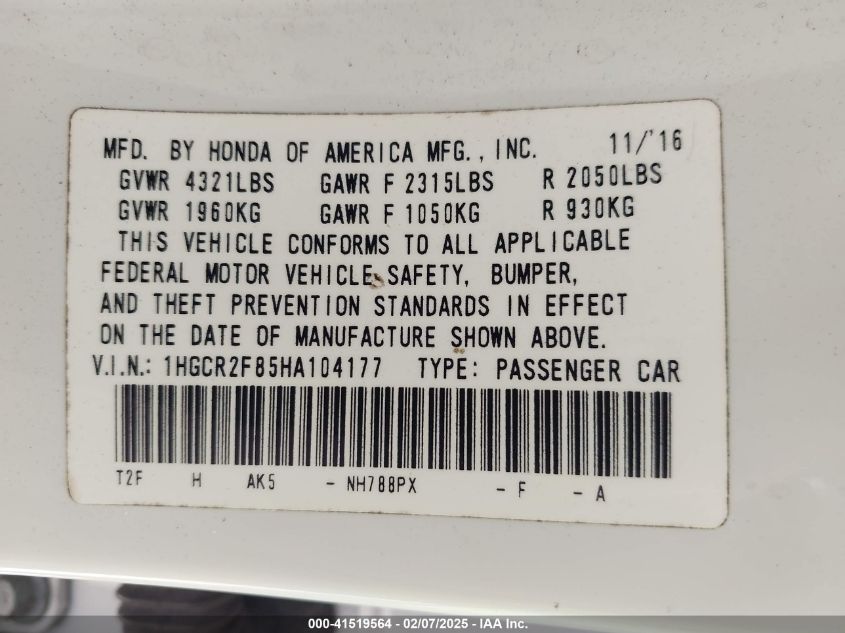 MFD. BY HONDA OF AMERICA MFG., INC. 11/'16
GVWR 4321LBS GAWR F 2315LBS R 2050LBS
GVWR 1960KG GAWR F 1050KG R 930KG
THIS VEHICLE CONFORMS TO ALL APPLICABLE
FEDERAL MOTOR VEHICLE SAFETY, BUMPER,
AND THEFT PREVENTION STANDARDS IN EFFECT
ON THE DATE OF MANUFACTURE SHOWN ABOVE.
V.I.N.: 1HGCR2F85HA104177 TYPE: PASSENGER CAR
T2F H AK5 - NH788PX - F - A
000-41519564 - 02/07/2025 - IAA Inc.